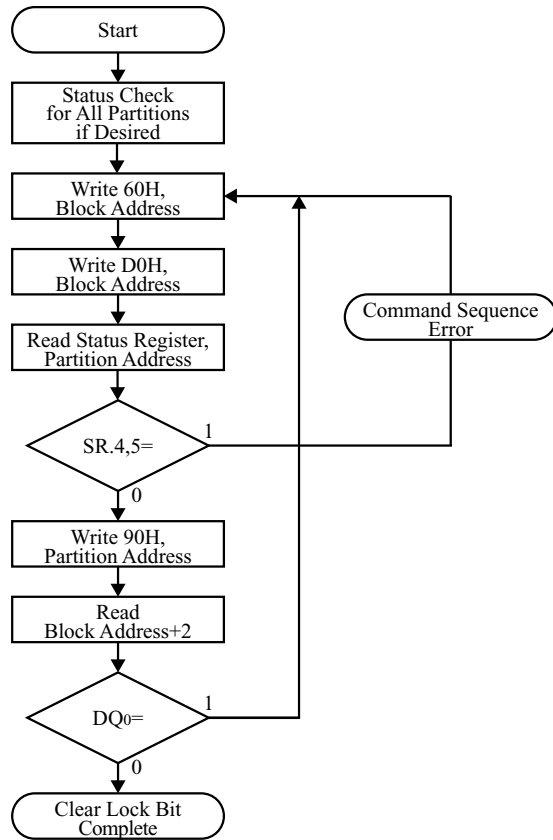 Start
Status Check
for All Partitions
if Desired
Write 60H,
Block Address
Write D0H,
Block Address
Command Sequence
Error
Read Status Register,
Partition Address
SR.4,5=
1
0
Write 90H,
Partition Address
Read
Block Address+2
DQ0=
1
0
Clear Lock Bit
Complete